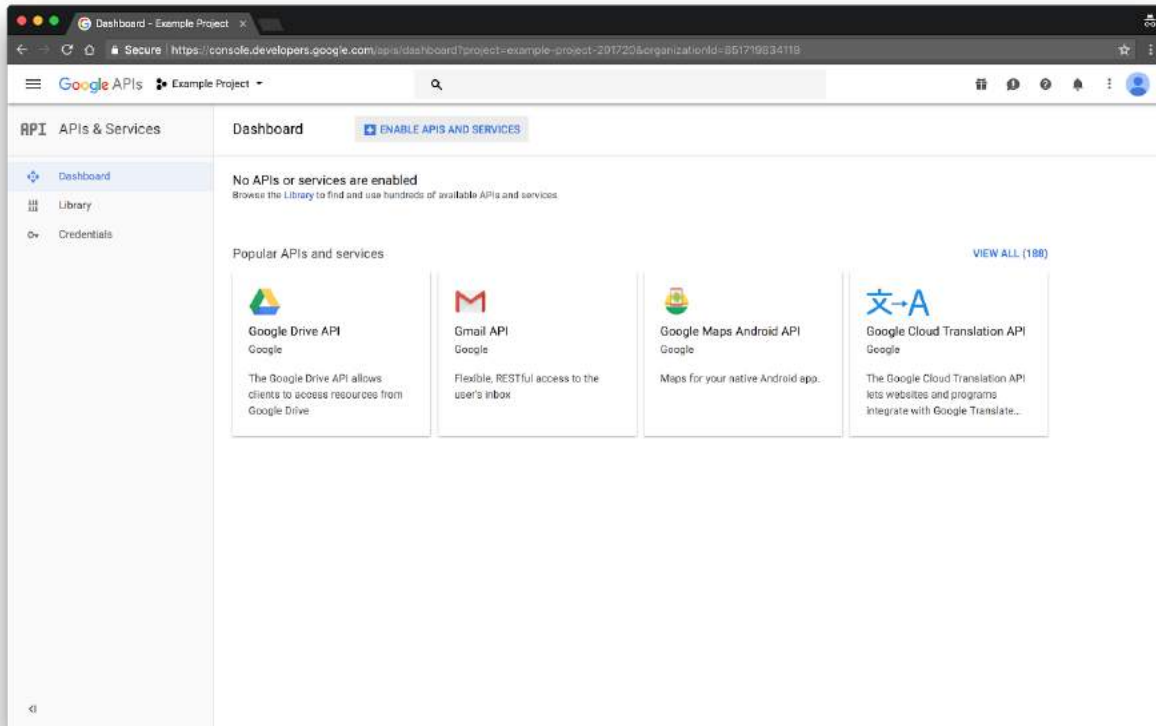 Dashboard - Example Project
Secure https://console.developers.google.com/apis/dashboard?project=example-project-201720&organizationId=851719834119
Google APIs Example Project
API APIs & Services
Dashboard ENABLE APIS AND SERVICES
Dashboard
Library
Credentials
No APIs or services are enabled
Browse the Library to find and use hundreds of available APIs and services
Popular APIs and services
VIEW ALL (188)
Google Drive API
Google
The Google Drive API allows
clients to access resources from
Google Drive
Gmail API
Google
Flexible, RESTful access to the
user's inbox
Google Maps Android API
Google
Maps for your native Android app.
文→A
Google Cloud Translation API
Google
The Google Cloud Translation API
lets websites and programs
integrate with Google Translate...